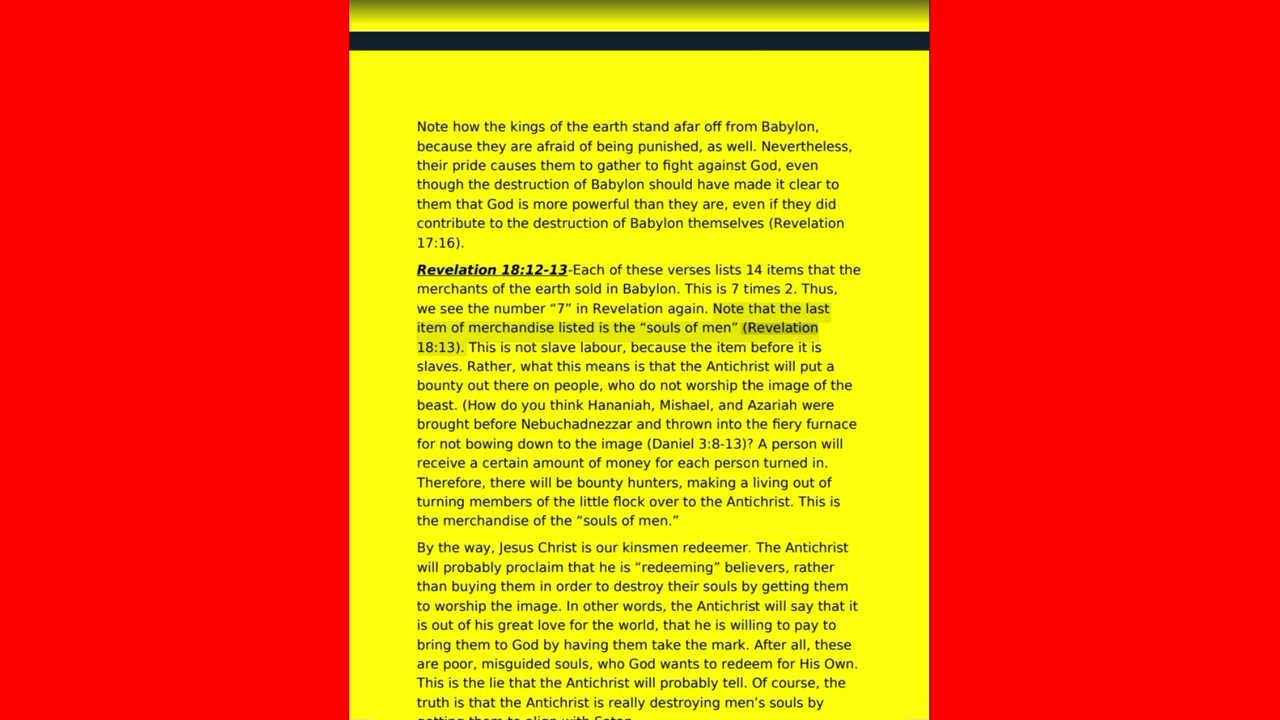 Note how the kings of the earth stand afar off from Babylon,
because they are afraid of being punished, as well. Nevertheless,
their pride causes them to gather to fight against God, even
though the destruction of Babylon should have made it clear to
them that God is more powerful than they are, even if they did
contribute to the destruction of Babylon themselves (Revelation
17:16).
Revelation 18:12-13-Each of these verses lists 14 items that the
merchants of the earth sold in Babylon. This is 7 times 2. Thus,
we see the number “7” in Revelation again. Note that the last
item of merchandise listed is the “souls of men” (Revelation
18:13). This is not slave labour, because the item before it is
slaves. Rather, what this means is that the Antichrist will put a
bounty out there on people, who do not worship the image of the
beast. (How do you think Hananiah, Mishael, and Azariah were
brought before Nebuchadnezzar and thrown into the fiery furnace
for not bowing down to the image (Daniel 3:8-13)? A person will
receive a certain amount of money for each person turned in.
Therefore, there will be bounty hunters, making a living out of
turning members of the little flock over to the Antichrist. This is
the merchandise of the “souls of men.”
By the way, Jesus Christ is our kinsmen redeemer. The Antichrist
will probably proclaim that he is “redeeming” believers, rather
than buying them in order to destroy their souls by getting them
to worship the image. In other words, the Antichrist will say that it
is out of his great love for the world, that he is willing to pay to
bring them to God by having them take the mark. After all, these
are poor, misguided souls, who God wants to redeem for His Own.
This is the lie that the Antichrist will probably tell. Of course, the
truth is that the Antichrist is really destroying men’s souls by
getting them to align with Satan.